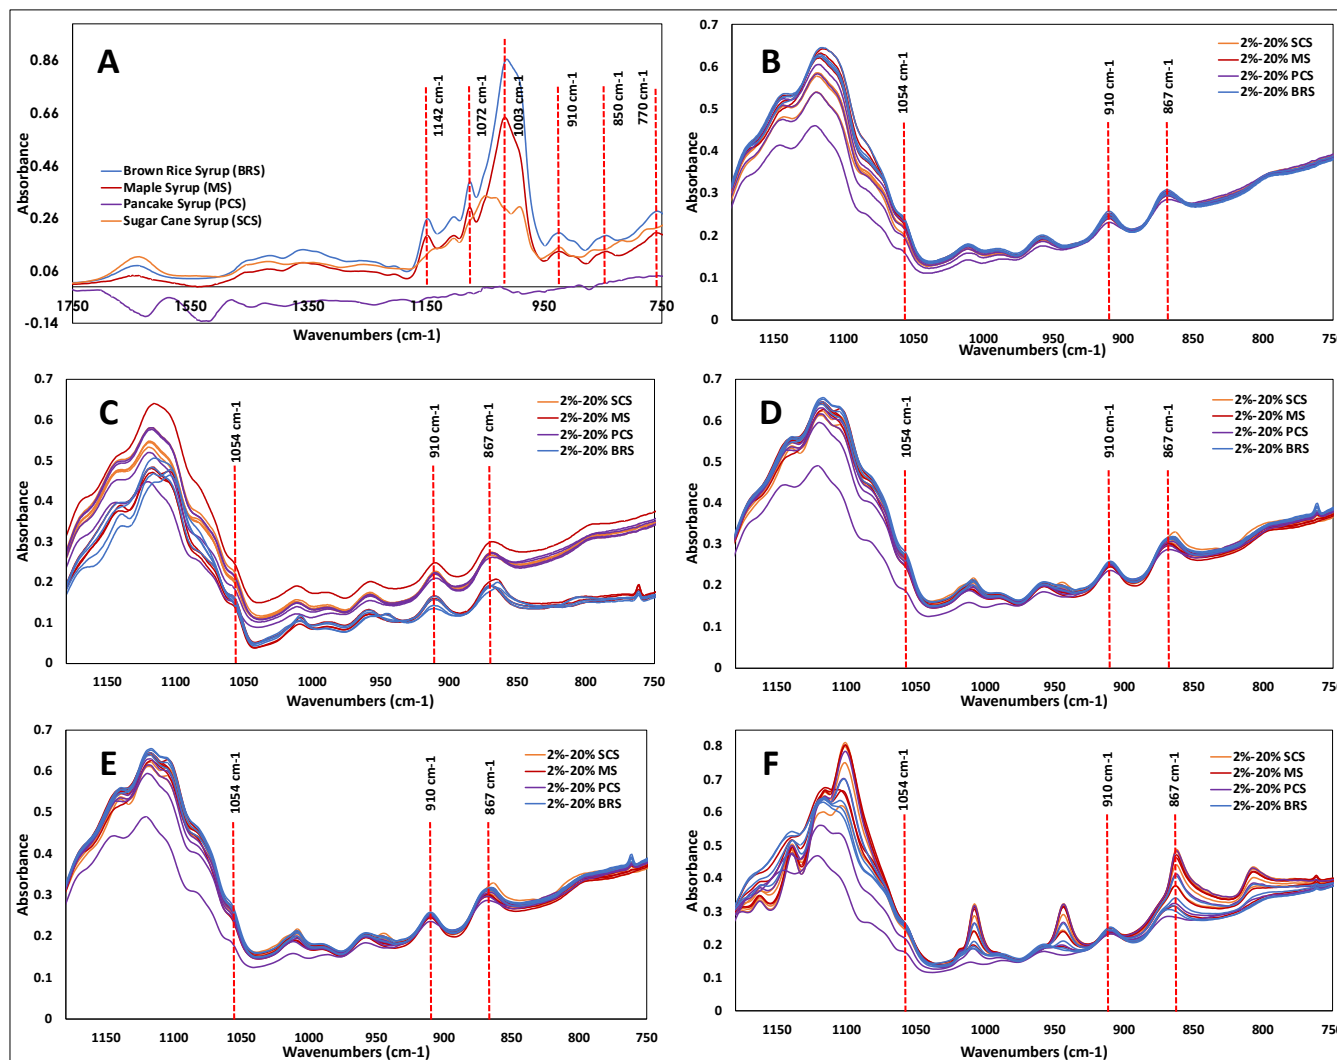 A
0.86
0.66
0.46
0.26
0.06
-0.14
Absorbance
1142 cm-1
1072 cm-1
1003 cm-1
910 cm-1
850 cm-1
770 cm-1
Brown Rice Syrup (BRS)
Maple Syrup (MS)
Pancake Syrup (PCS)
Sugar Cane Syrup (SCS)
1750 1550 1350 1150 950 750
Wavenumbers (cm-1)
B
0.7
0.6
0.5
0.4
0.3
0.2
0.1
0
Absorbance
1054 cm-1
910 cm-1
867 cm-1
2%-20% SCS
2%-20% MS
2%-20% PCS
2%-20% BRS
1150 1100 1050 1000 950 900 850 800 750
Wavenumbers (cm-1)
C
0.7
0.6
0.5
0.4
0.3
0.2
0.1
0
Absorbance
1054 cm-1
910 cm-1
867 cm-1
2%-20% SCS
2%-20% MS
2%-20% PCS
2%-20% BRS
1150 1100 1050 1000 950 900 850 800 750
Wavenumbers (cm-1)
D
0.7
0.6
0.5
0.4
0.3
0.2
0.1
0
Absorbance
1054 cm-1
910 cm-1
867 cm-1
2%-20% SCS
2%-20% MS
2%-20% PCS
2%-20% BRS
1150 1100 1050 1000 950 900 850 800 750
Wavenumbers (cm-1)
E
0.7
0.6
0.5
0.4
0.3
0.2
0.1
0
Absorbance
1054 cm-1
910 cm-1
867 cm-1
2%-20% SCS
2%-20% MS
2%-20% PCS
2%-20% BRS
1150 1100 1050 1000 950 900 850 800 750
Wavenumbers (cm-1)
F
0.8
0.7
0.6
0.5
0.4
0.3
0.2
0.1
0
Absorbance
1054 cm-1
910 cm-1
867 cm-1
2%-20% SCS
2%-20% MS
2%-20% PCS
2%-20% BRS
1150 1100 1050 1000 950 900 850 800 750
Wavenumbers (cm-1)